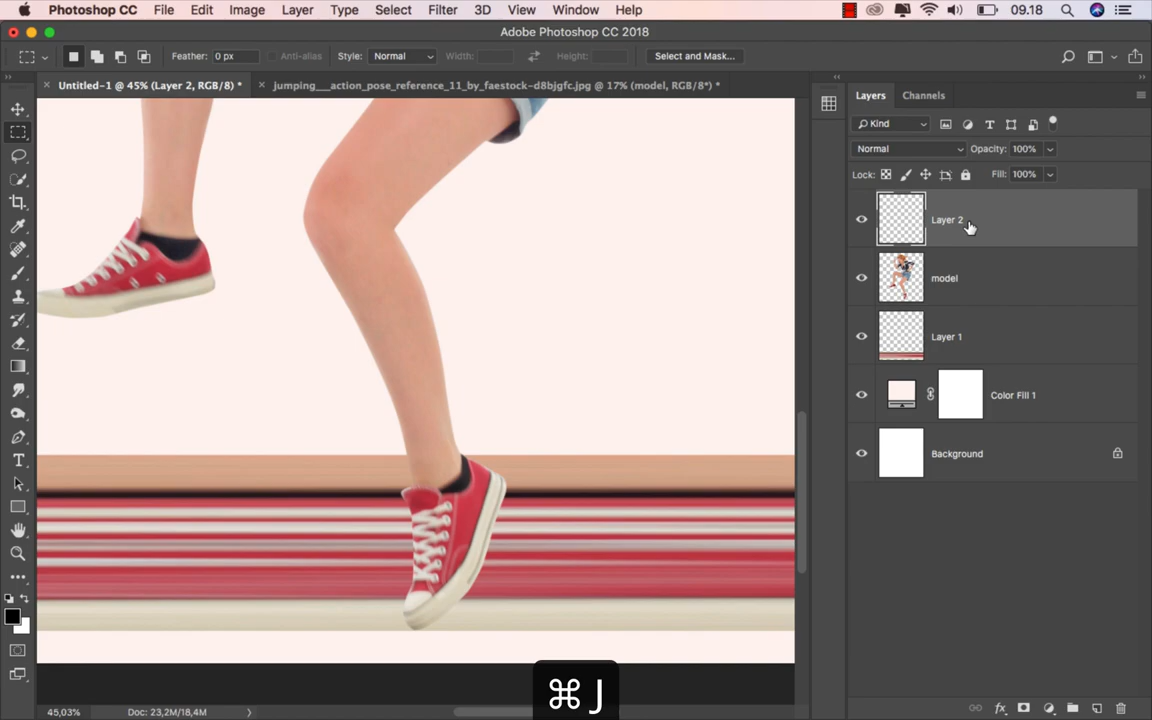 Photoshop CC File Edit Image Layer Type Select Filter 3D View Window Help 09.18
Adobe Photoshop CC 2018
Feather: 0 px Anti-alias Style: Normal Width: Height: Select and Mask...
Untitled-1 @ 45% (Layer 2, RGB/8) * jumping___action_pose_reference_11_by_faestock-d8bjgfc.jpg @ 17% (model, RGB/8*) *
Layers Channels
Kind
Normal Opacity: 100%
Lock: Fill: 100%
Layer 2
model
Layer 1
Color Fill 1
Background
⌘ J
45,03% Doc: 23,2M/18,4M